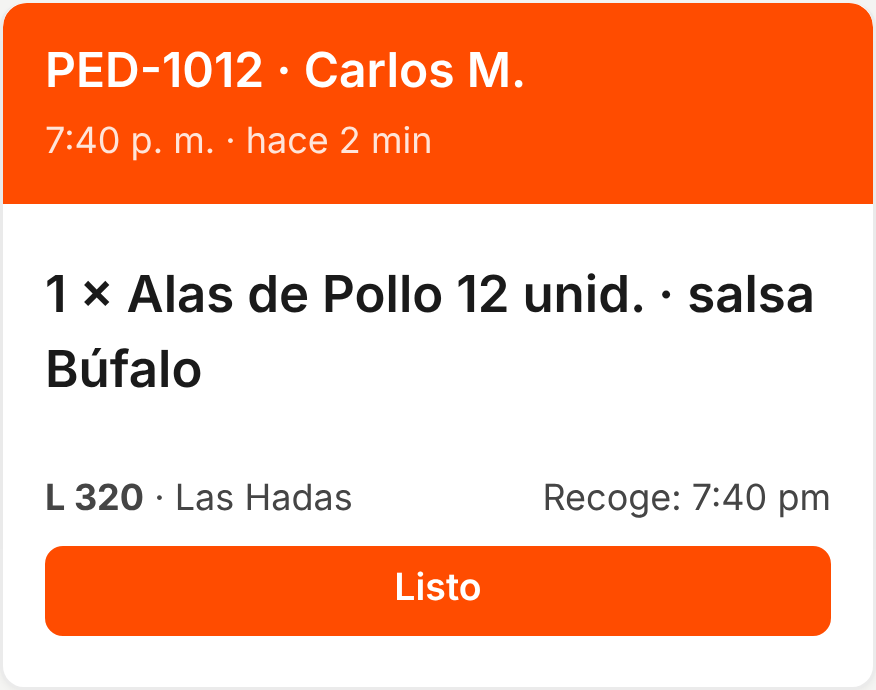 PED-1012 · Carlos M.
7:40 p. m. · hace 2 min
1 × Alas de Pollo 12 unid. · salsa
Búfalo
L 320 · Las Hadas
Recoge: 7:40 pm
Listo